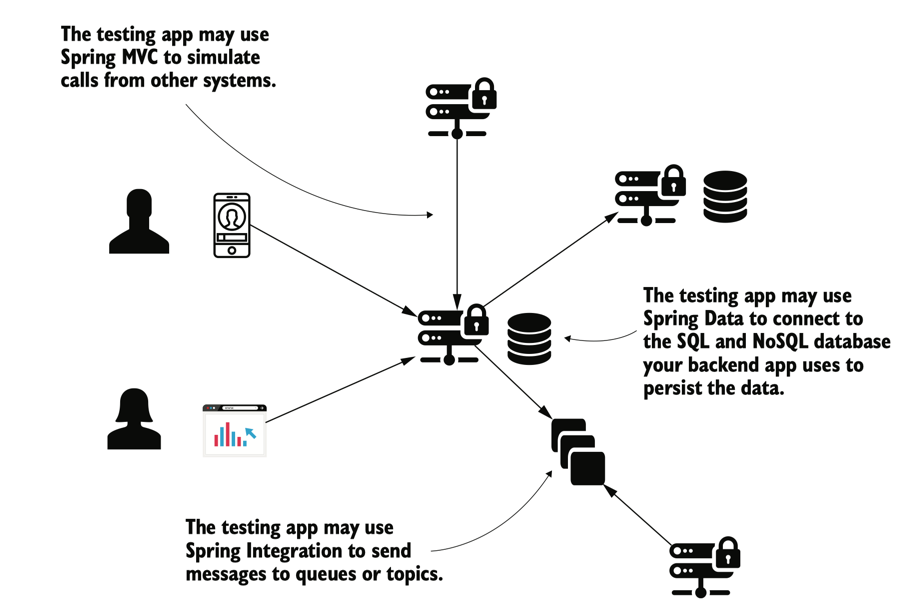 The testing app may use
Spring MVC to simulate
calls from other systems.
The testing app may use
Spring Data to connect to
the SQL and NoSQL database
your backend app uses to
persist the data.
The testing app may use
Spring Integration to send
messages to queues or topics.